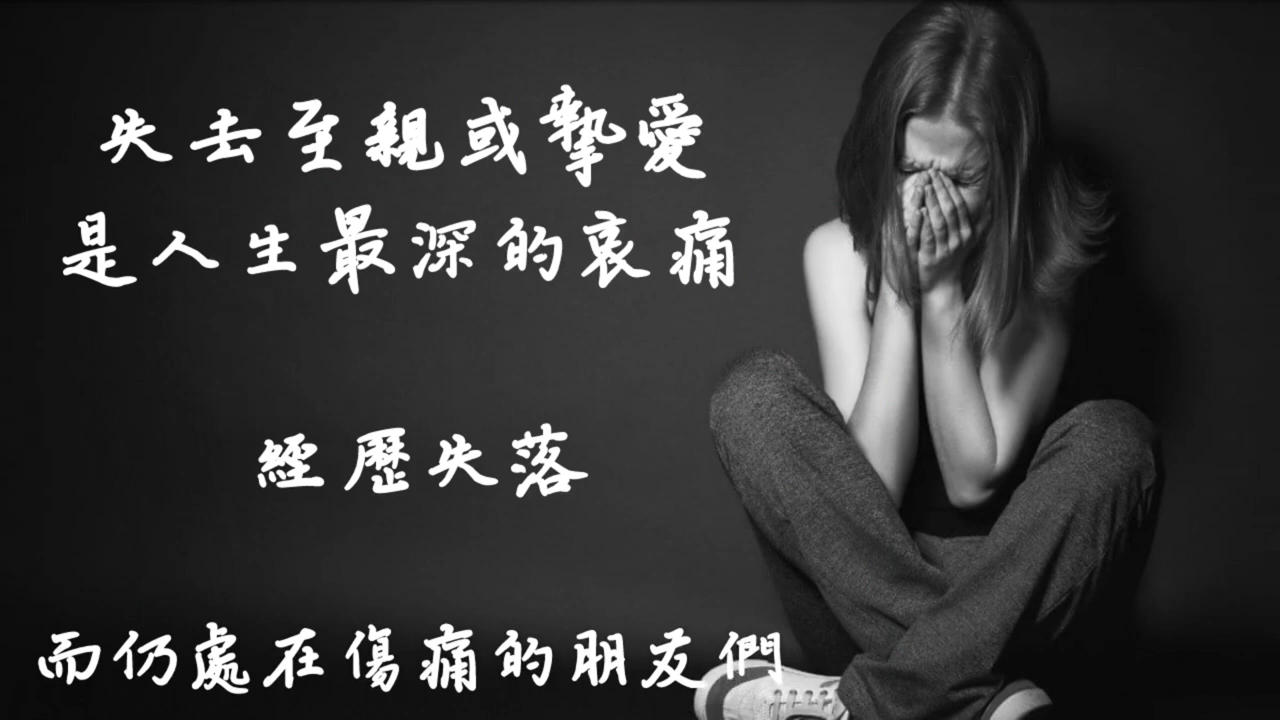 失去至親或摯愛
是人生最深的哀痛
經歷失落
而仍處在傷痛的朋友們